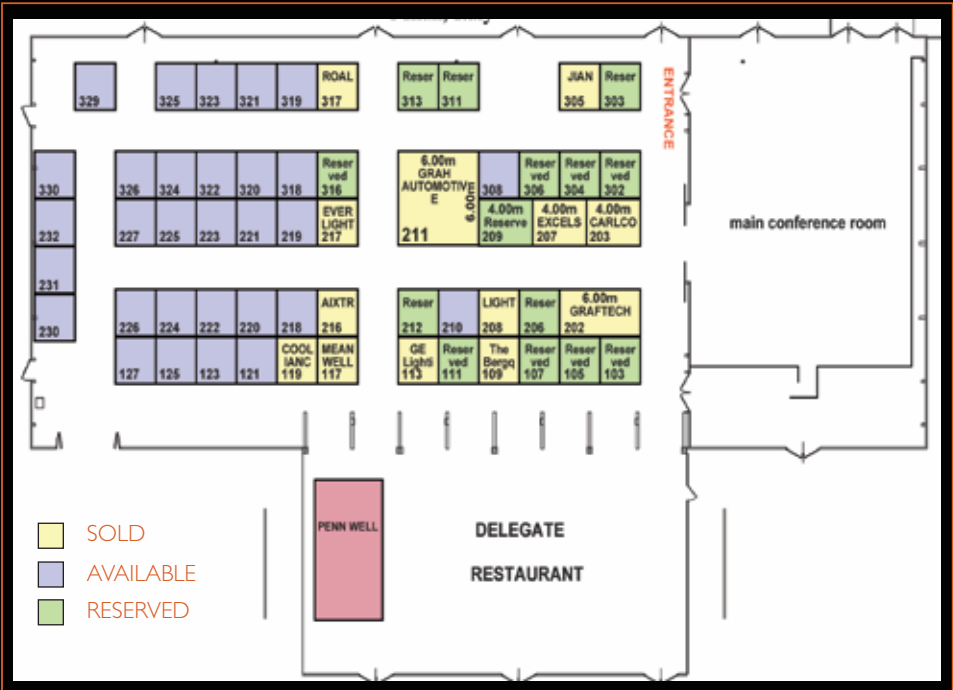 ROAL
Reser
Reser
JIAN
Reser
329
325
323
321
319
317
313
311
305
303
ENTRANCE
330
326
324
322
320
318
Reser
ved
316
6.00m
GRAH
AUTOMOTIV
E
6.00m
211
308
Reser
ved
306
Reser
ved
304
Reser
ved
302
232
227
225
223
221
219
EVER
LIGHT
217
4.00m
Reserve
209
4.00m
EXCELS
207
4.00m
CARLCO
203
main conference room
231
230
226
224
222
220
218
AIXTR
216
Reser
212
210
LIGHT
208
Reser
206
6.00m
GRAFTECH
202
127
125
123
121
COOL
IANC
119
MEAN
WELL
117
GE
Lighti
113
Reser
ved
111
The
Bergq
109
Reser
ved
107
Reser
ved
105
Reser
ved
103
PENN WELL
DELEGATE
RESTAURANT
SOLD
AVAILABLE
RESERVED